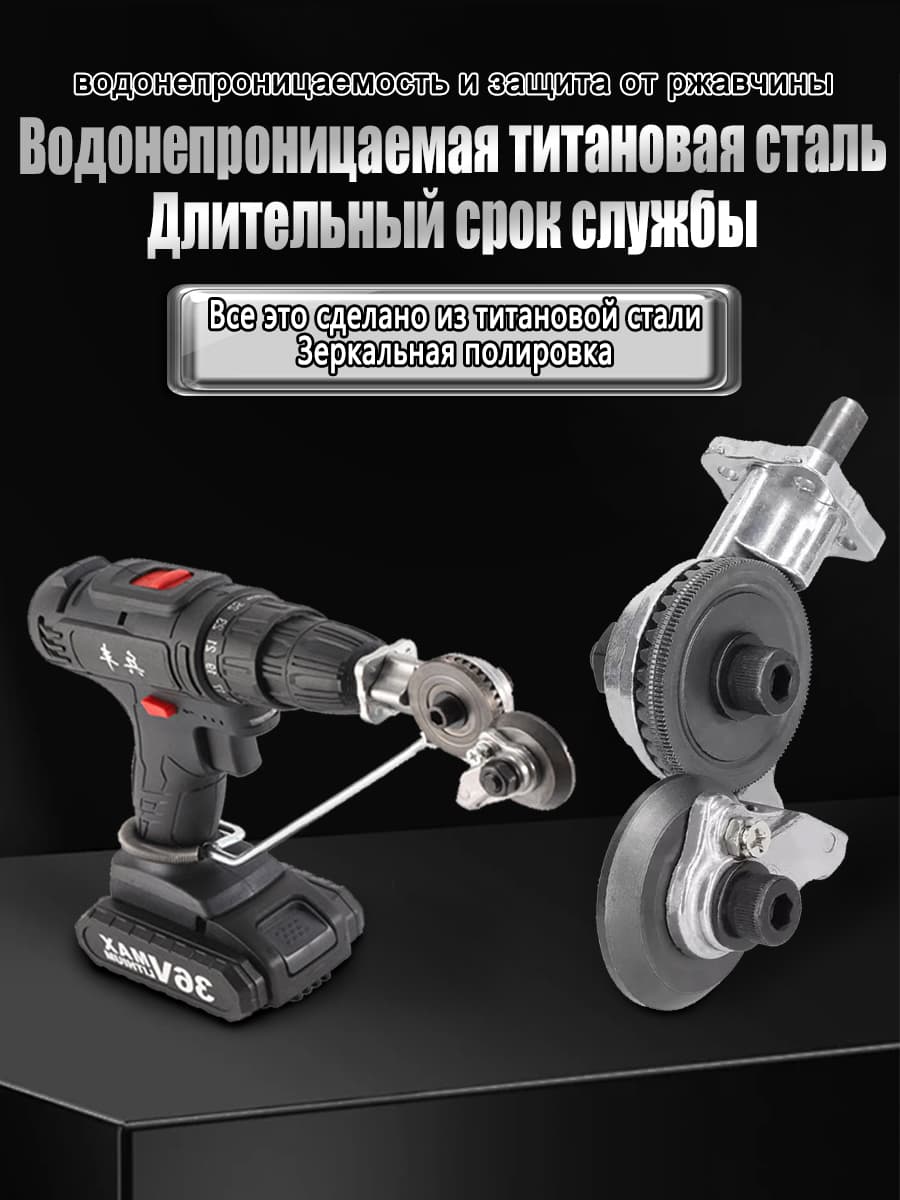 водонепроницаемость и защита от ржавчины
Водонепроницаемая титановая сталь
Длительный срок службы
Все это сделано из титановой стали
Зеркальная полировка
36V MAX
LITHIUM